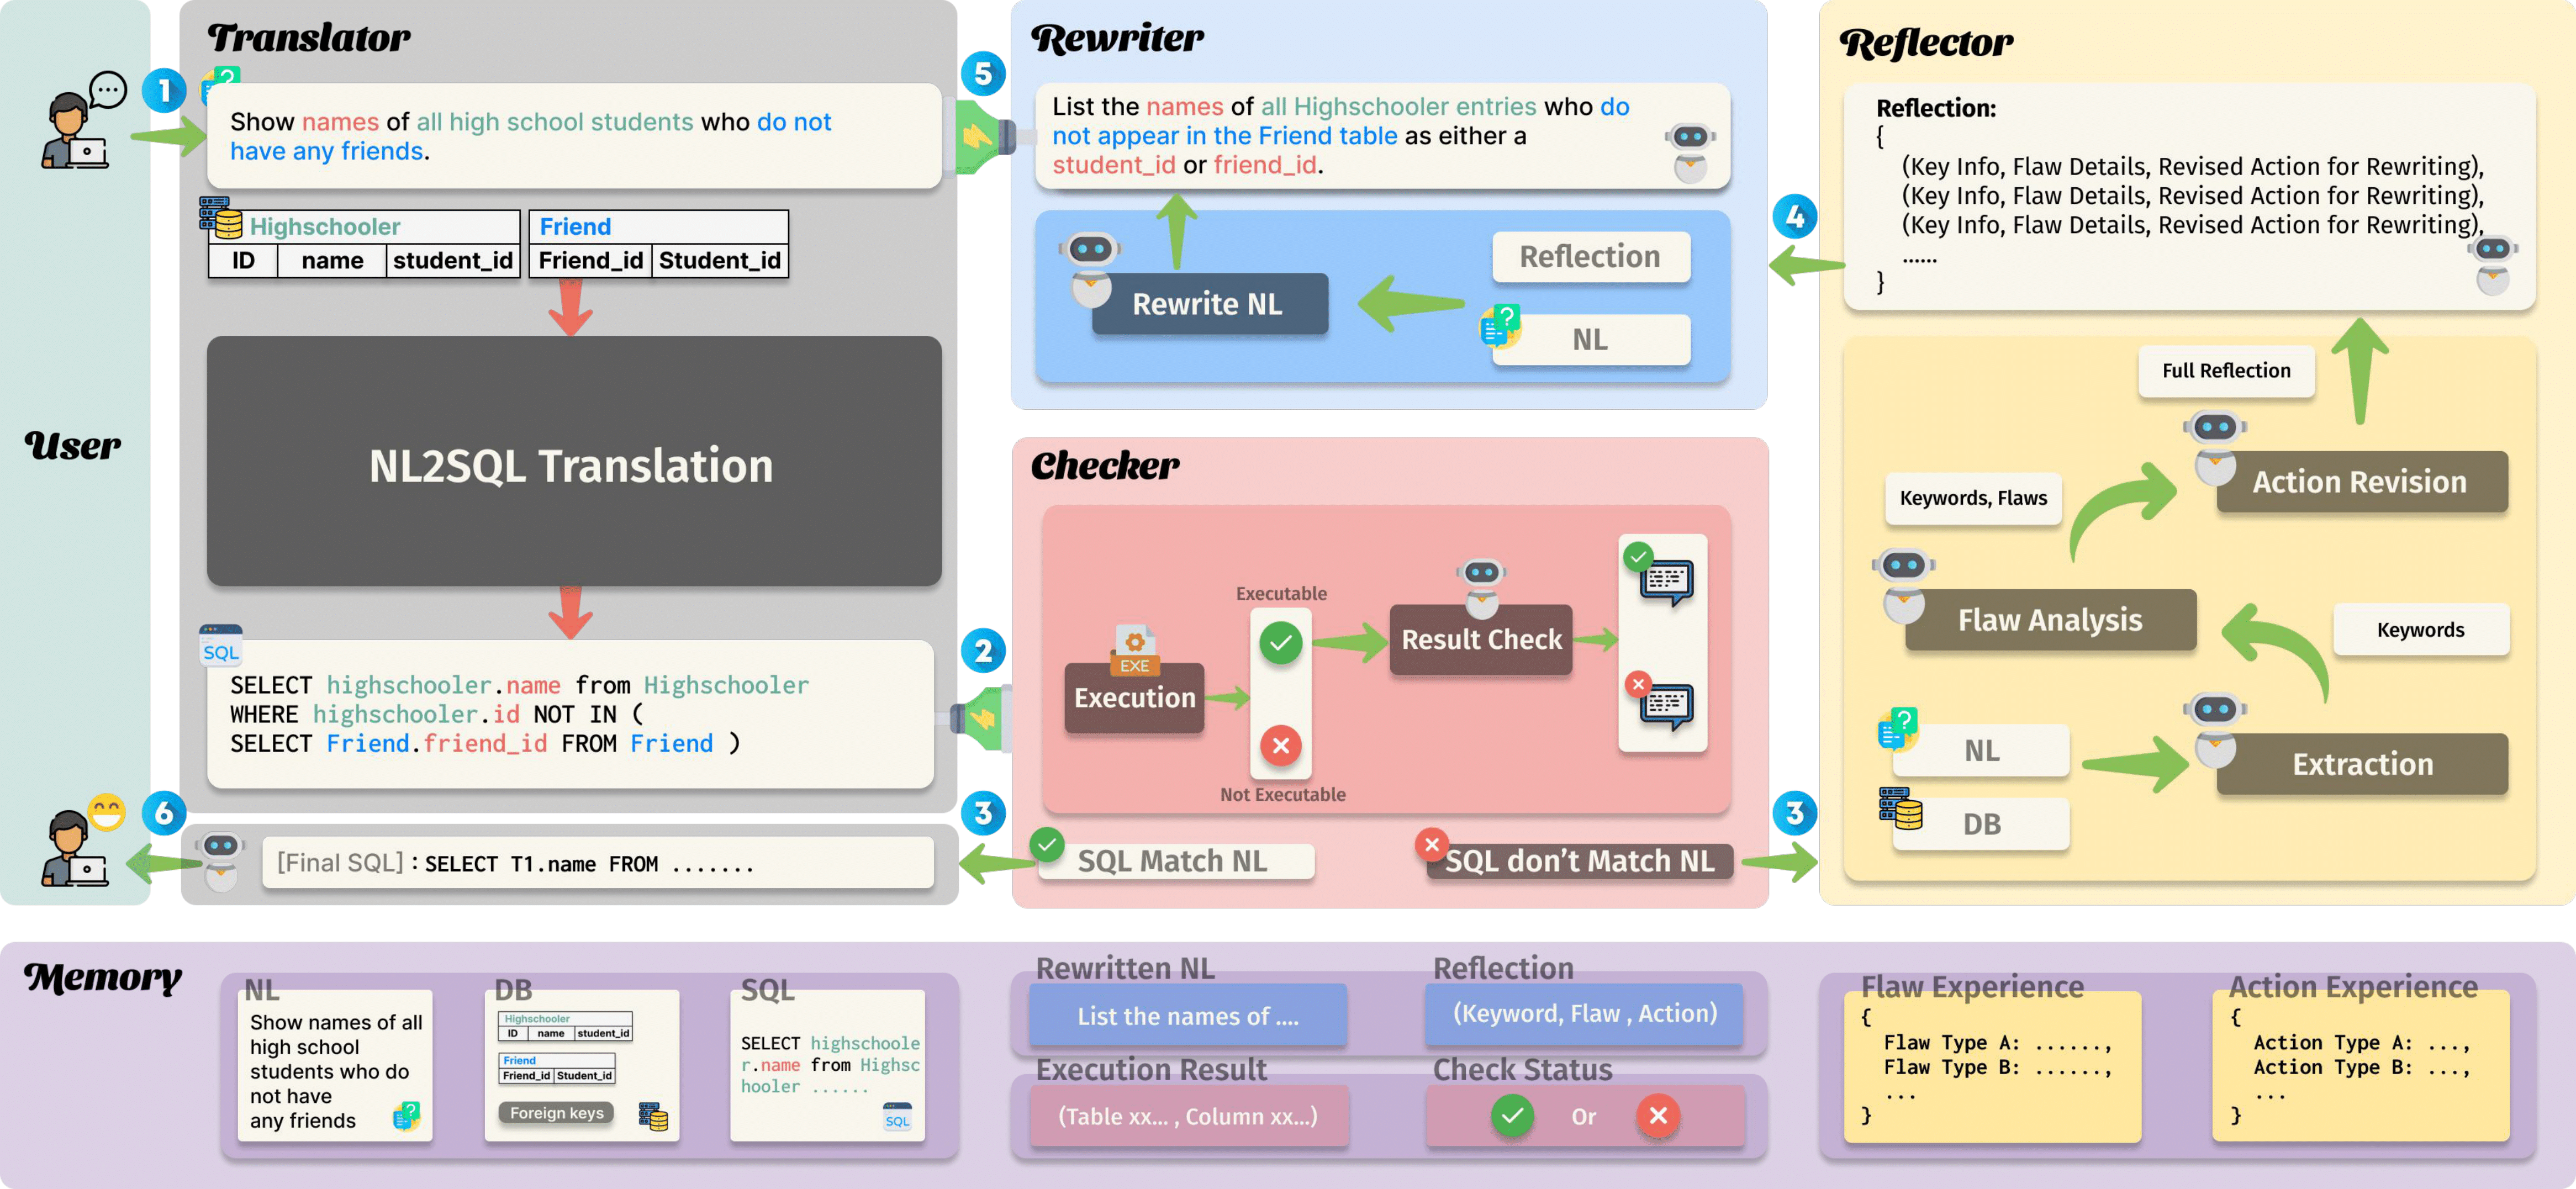 User
1
Translator
?
Show names of all high school students who do not
have any friends.
Highschooler
ID name student_id
Friend
Friend_id Student_id
NL2SQL Translation
SQL
SELECT highschooler.name from Highschooler
WHERE highschooler.id NOT IN (
SELECT Friend.friend_id FROM Friend )
6
[Final SQL] : SELECT T1.name FROM .......
5
Rewriter
List the names of all Highschooler entries who do
not appear in the Friend table as either a
student_id or friend_id.
Rewrite NL
Reflection
?
NL
2
Checker
EXE
Execution
Executable
Not Executable
Result Check
3
SQL Match NL
SQL don't Match NL
3
4
Reflector
Reflection:
{
(Key Info, Flaw Details, Revised Action for Rewriting),
(Key Info, Flaw Details, Revised Action for Rewriting),
(Key Info, Flaw Details, Revised Action for Rewriting),
......
}
Full Reflection
Action Revision
Keywords, Flaws
Flaw Analysis
Keywords
?
NL
DB
Extraction
Memory
NL
Show names of all
high school
students who do
not have
any friends
?
DB
Highschooler
ID name student_id
Friend
Friend_id Student_id
Foreign keys
SQL
SELECT highschoole
r.name from Highsc
hooler ......
SQL
Rewritten NL
List the names of ....
Reflection
(Keyword, Flaw , Action)
Execution Result
(Table xx... , Column xx...)
Check Status
Or
Flaw Experience
{
Flaw Type A: ......,
Flaw Type B: ......,
...
}
Action Experience
{
Action Type A: ...,
Action Type B: ...,
...
}